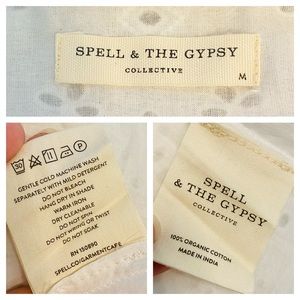 SPELL & THE GYPSY
COLLECTIVE
M
30
P
GENTLE COLD MACHINE WASH
SEPARATELY WITH MILD DETERGENT
DO NOT BLEACH
HANG DRY IN SHADE
WARM IRON
DRY CLEANABLE
DO NOT SPIN
DO NOT WRING OR TWIST
DO NOT SOAK
RN 150890
SPELL.CO/GARMENTCARE
SPELL
& THE GYPSY
COLLECTIVE
100% ORGANIC COTTON
MADE IN INDIA